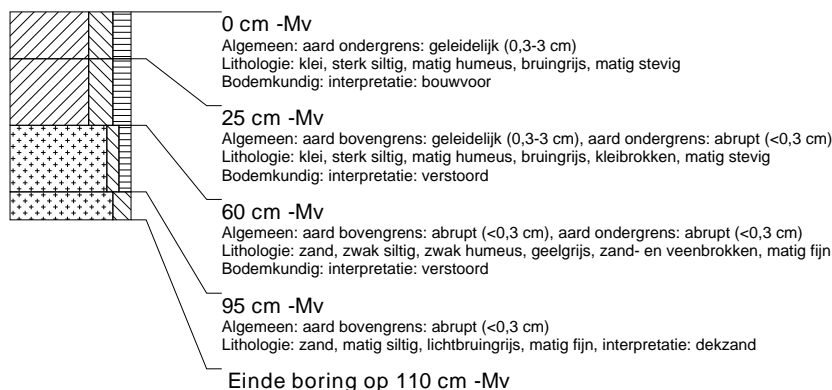 0 cm -Mv
Algemeen: aard ondergrens: geleidelijk (0,3-3 cm)
Lithologie: klei, sterk siltig, matig humeus, bruingrijs, matig stevig
Bodemkundig: interpretatie: bouwvoor
25 cm -Mv
Algemeen: aard bovengrens: geleidelijk (0,3-3 cm), aard ondergrens: abrupt (<0,3 cm)
Lithologie: klei, sterk siltig, matig humeus, bruingrijs, kleibrokken, matig stevig
Bodemkundig: interpretatie: verstoord
60 cm -Mv
Algemeen: aard bovengrens: abrupt (<0,3 cm), aard ondergrens: abrupt (<0,3 cm)
Lithologie: zand, zwak siltig, zwak humeus, geelgrijs, zand- en veenbrokken, matig fijn
Bodemkundig: interpretatie: verstoord
95 cm -Mv
Algemeen: aard bovengrens: abrupt (<0,3 cm)
Lithologie: zand, matig siltig, lichtbruingrijs, matig fijn, interpretatie: dekzand
Einde boring op 110 cm -Mv